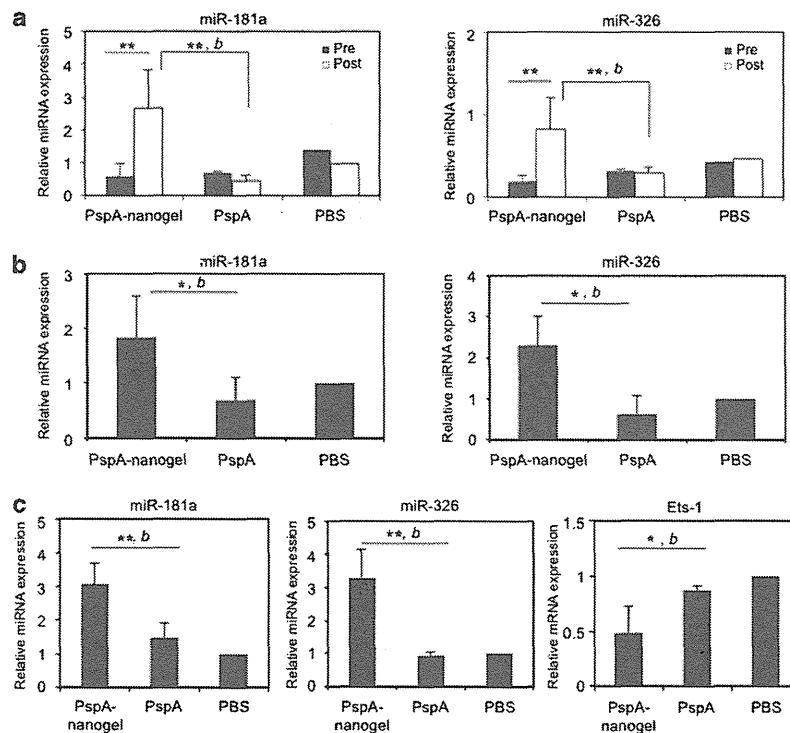 a
miR-181a
Relative miRNA expression
5
4
3
2
1
0
**
**, b
Pre
Post
PspA-nanogel PspA PBS
miR-326
Relative miRNA expression
2
1
0
**
**, b
Pre
Post
PspA-nanogel PspA PBS
b
miR-181a
Relative miRNA expression
3
2
1
0
*, b
PspA-nanogel PspA PBS
miR-326
Relative miRNA expression
4
3
2
1
0
*, b
PspA-nanogel PspA PBS
c
miR-181a
Relative miRNA expression
5
4
3
2
1
0
**, b
PspA-
nanogel PspA PBS
miR-326
Relative miRNA expression
5
4
3
2
1
0
**, b
PspA-
nanogel PspA PBS
Ets-1
Relative mRNA expression
1.5
1
0.5
0
*, b
PspA-
nanogel PspA PBS